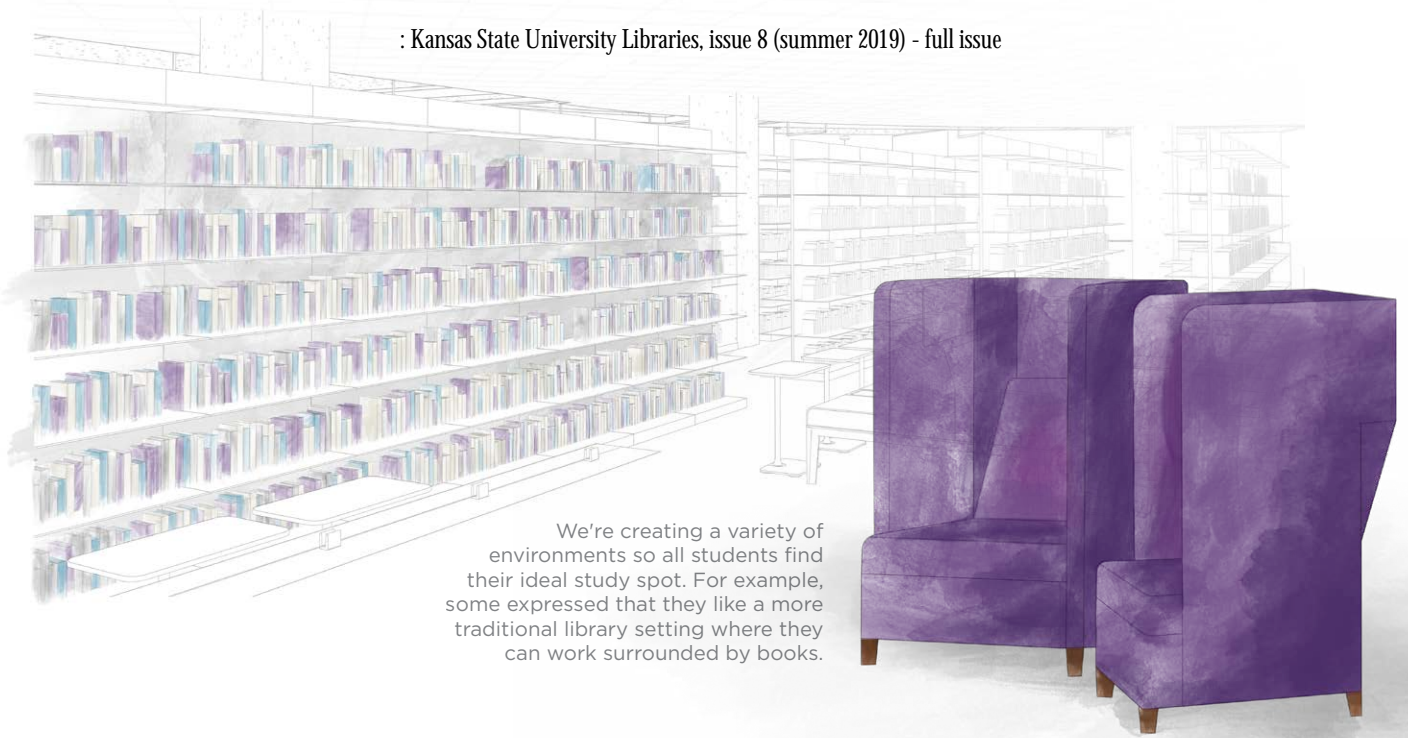 : Kansas State University Libraries, issue 8 (summer 2019) - full issue
We're creating a variety of
environments so all students find
their ideal study spot. For example,
some expressed that they like a more
traditional library setting where they
can work surrounded by books.